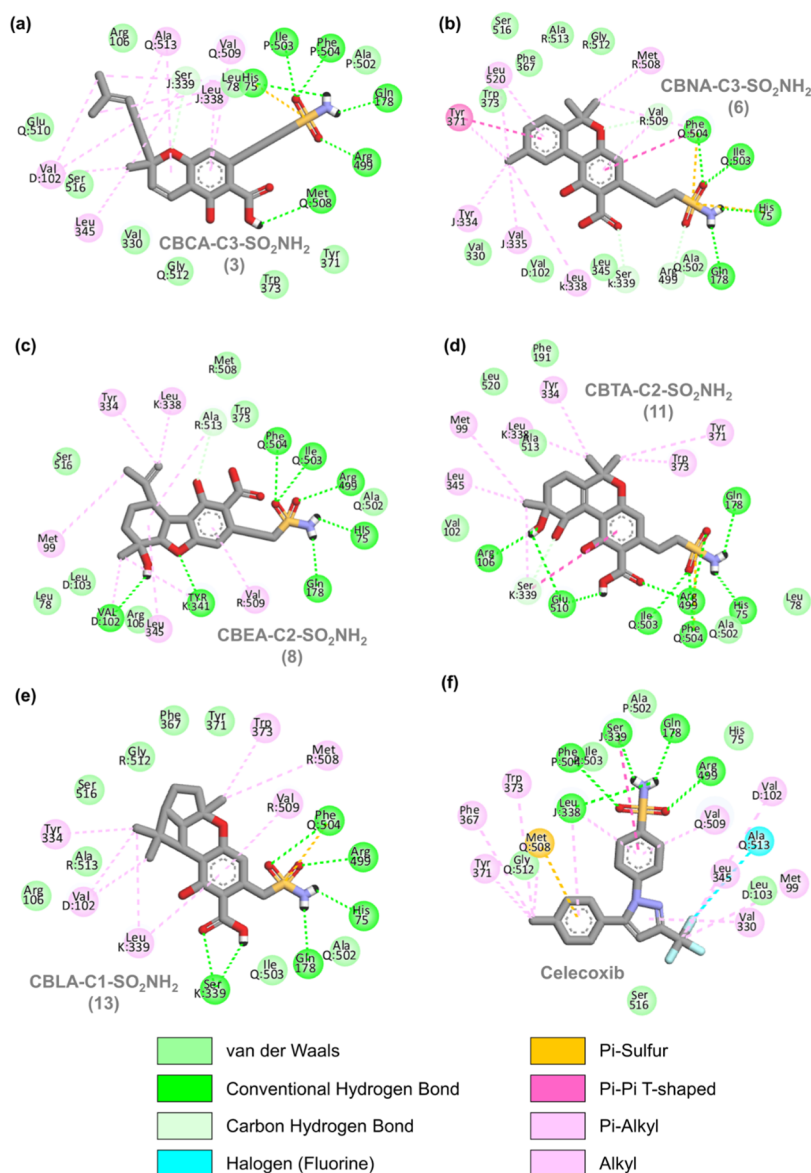 (a)
Arg
106
Ala
Q:513
Val
Q:509
Ile
P:503
Phe
P:504
Ala
P:502
Ser
J:339
Leu
J:338
Leu
78
His
75
Gln
178
Glu
Q:510
Arg
499
Val
D:102
Ser
516
Met
Q:508
Leu
345
CBCA-C3-SO₂NH₂
(3)
Val
330
Gly
Q:512
Tyr
371
Trp
373
(b)
Ser
516
Ala
R:513
Gly
R:512
Phe
367
Met
R:508
CBNA-C3-SO₂NH₂
(6)
Leu
520
Trp
373
Val
R:509
Tyr
371
Phe
Q:504
Ile
Q:503
His
75
Tyr
J:334
Val
J:335
Val
330
Val
D:102
Leu
k:338
Leu
345
Ser
k:339
Arg
499
Ala
Q:502
Gln
178
(c)
Met
R:508
Tyr
334
Leu
K:338
Ala
R:513
Trp
373
Phe
Q:504
Ile
Q:503
Ser
516
Arg
499
Ala
Q:502
Met
99
HIS
75
Leu
78
Leu
D:103
VAL
D:102
Arg
106
Leu
345
TYR
K:341
Val
R:509
Gln
178
CBEA-C2-SO₂NH₂
(8)
(d)
Phe
191
Leu
520
Tyr
334
CBTA-C2-SO₂NH₂
(11)
Met
99
Leu
K:338
Ala
513
Tyr
371
Trp
373
Leu
345
Gln
178
Val
102
Arg
106
Ser
K:339
Glu
510
Ile
Q:503
Arg
499
Phe
Q:504
Ala
Q:502
His
75
Leu
78
(e)
Phe
367
Tyr
371
Trp
373
Gly
R:512
Met
R:508
Ser
516
Val
R:509
Phe
Q:504
Tyr
334
Arg
499
Ala
R:513
Arg
106
Val
D:102
His
75
Leu
K:339
Ala
Q:502
Ile
Q:503
Gln
178
Ser
K:339
CBLA-C1-SO₂NH₂
(13)
(f)
Ala
P:502
Ser
J:339
Gln
178
His
75
Phe
P:504
Ile
503
Arg
499
Trp
373
Val
D:102
Leu
J:338
Phe
367
Val
Q:509
Met
Q:508
Ala
Q:513
Tyr
371
Gly
Q:512
Leu
345
Leu
D:103
Met
99
Val
330
Celecoxib
Ser
516
van der Waals
Conventional Hydrogen Bond
Carbon Hydrogen Bond
Halogen (Fluorine)
Pi-Sulfur
Pi-Pi T-shaped
Pi-Alkyl
Alkyl